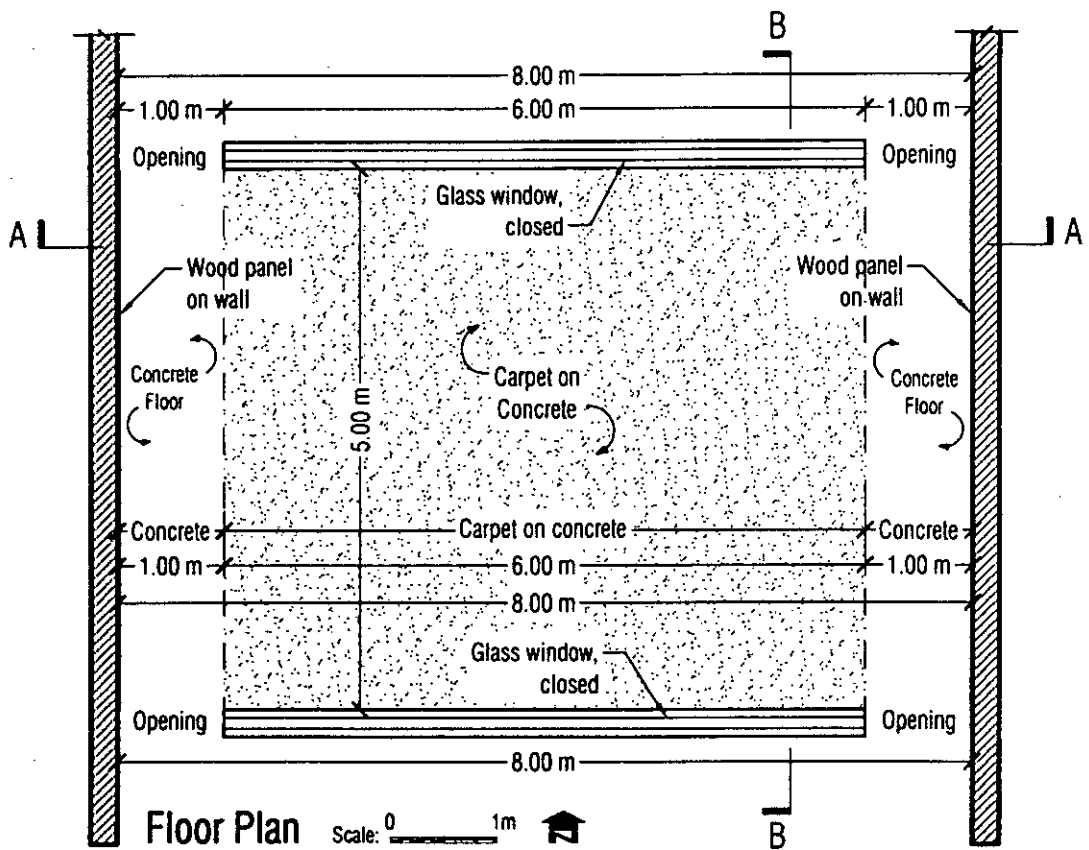 B
8.00 m
1.00 m 6.00 m 1.00 m
Opening Opening
Glass window,
closed
A A
Wood panel
on wall
Wood panel
on wall
Concrete
Floor
Carpet on
Concrete
Concrete
Floor
5.00 m
Concrete Carpet on concrete Concrete
1.00 m 6.00 m 1.00 m
8.00 m
Glass window,
closed
Opening Opening
8.00 m
Floor Plan Scale: 0 1m N
B